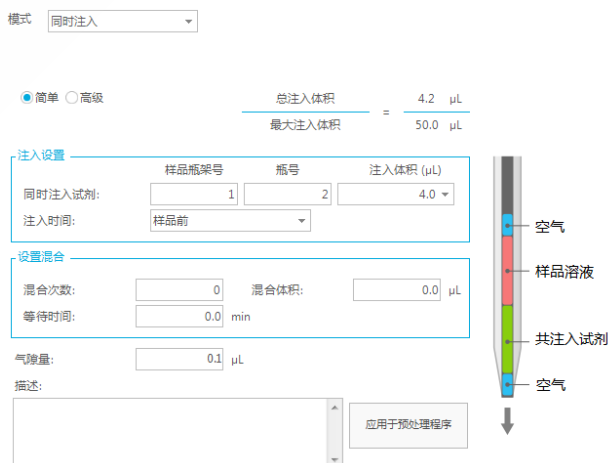 模式 同时注入
简单 高级
总注入体积 = 4.2 μL
最大注入体积 50.0 μL
注入设置
样品瓶架号 瓶号 注入体积 (μL)
同时注入试剂: 1 2 4.0
注入时间: 样品前
设置混合
混合次数: 0 混合体积: 0.0 μL
等待时间: 0.0 min
气隙量: 0.1 μL
描述:
应用于预处理程序
空气
样品溶液
共注入试剂
空气